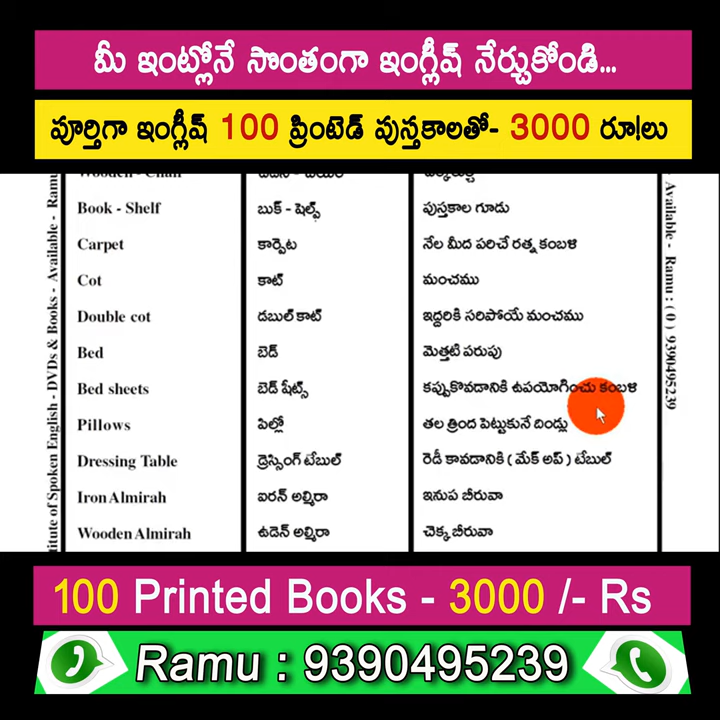 మీ ఇంట్లోనే సొంతంగా ఇంగ్లీష్ నేర్చుకోండి...
పూర్తిగా ఇంగ్లీష్ 100 ప్రింటెడ్ పుస్తకాలతో- 3000 రూ!లు
Book - Shelf బుక్ - షెల్ఫ్ పుస్తకాల గూడు
Carpet కార్పెట నేల మీద పరిచే రత్న కంబళి
Cot కాట్ మంచము
Double cot డబుల్ కాట్ ఇద్దరికి సరిపోయే మంచము
Bed బెడ్ మెత్తటి పరుపు
Bed sheets బెడ్ షీట్స్ కప్పుకొవడానికి ఉపయోగించు కంబళి
Pillows పిల్లో తల క్రింద పెట్టుకునే దిండ్లు
Dressing Table డ్రెస్సింగ్ టేబుల్ రెడీ కావడానికి ( మేక్ అప్ ) టేబుల్
Iron Almirah ఐరన్ అల్మిరా ఇనుప బీరువా
Wooden Almirah ఉడెన్ అల్మిరా చెక్క బీరువా
of Spoken English - DVDs & Books - Available -
Available - Ramu : ( 0 ) 9390495239
100 Printed Books - 3000 /- Rs
Ramu : 9390495239